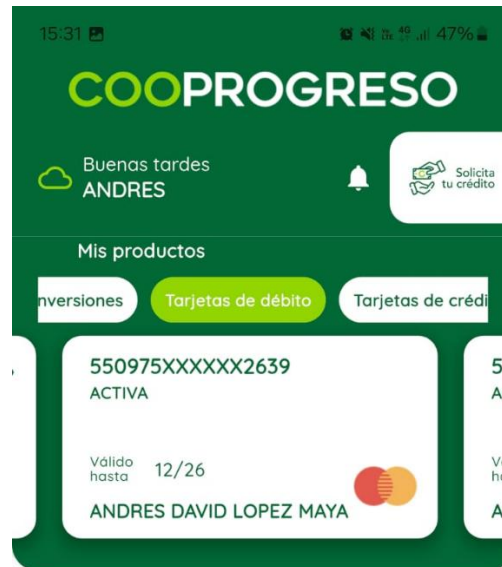 15:31 47%
COOPROGRESO
Buenas tardes
ANDRES
Solicita
tu crédito
Mis productos
nversiones Tarjetas de débito Tarjetas de crédi
550975XXXXXX2639
ACTIVA
Válido
hasta 12/26
ANDRES DAVID LOPEZ MAYA
5
A
V
h
A